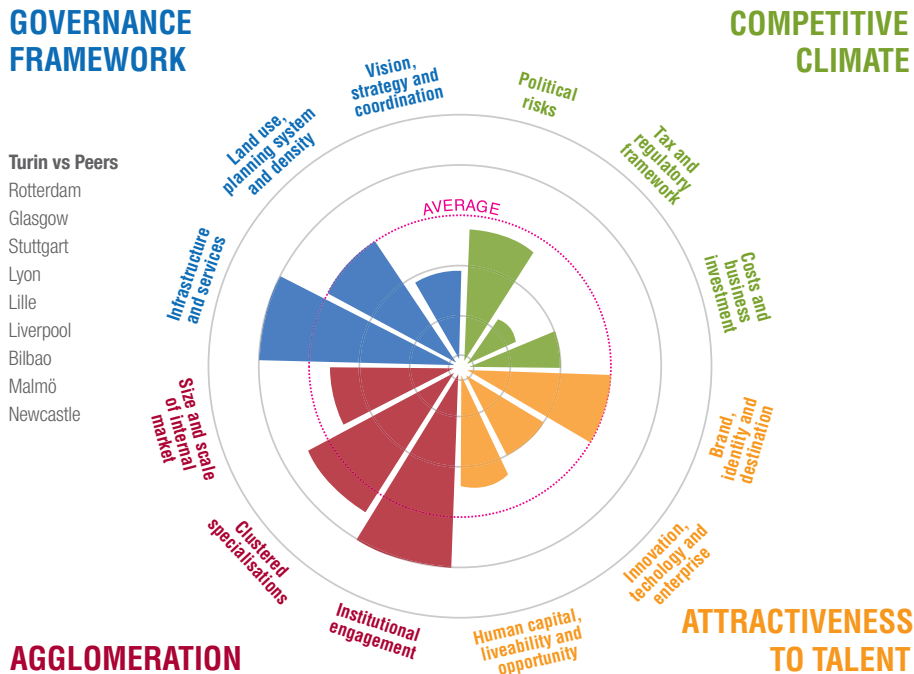 GOVERNANCE
FRAMEWORK
COMPETITIVE
CLIMATE
Turin vs Peers
Rotterdam
Glasgow
Stuttgart
Lyon
Lille
Liverpool
Bilbao
Malmö
Newcastle
Vision,
strategy and
coordination
Political
risks
Tax and
regulatory
framework
Costs and
business
investment
Brand,
identity and
destination
Innovation,
techology and
enterprise
Human capital,
liveability and
opportunity
Institutional
engagement
Clustered
specialisations
Size and scale
of internal
market
Infrastructure
and services
Land use,
planning system
and density
AVERAGE
AGGLOMERATION
ATTRACTIVENESS
TO TALENT